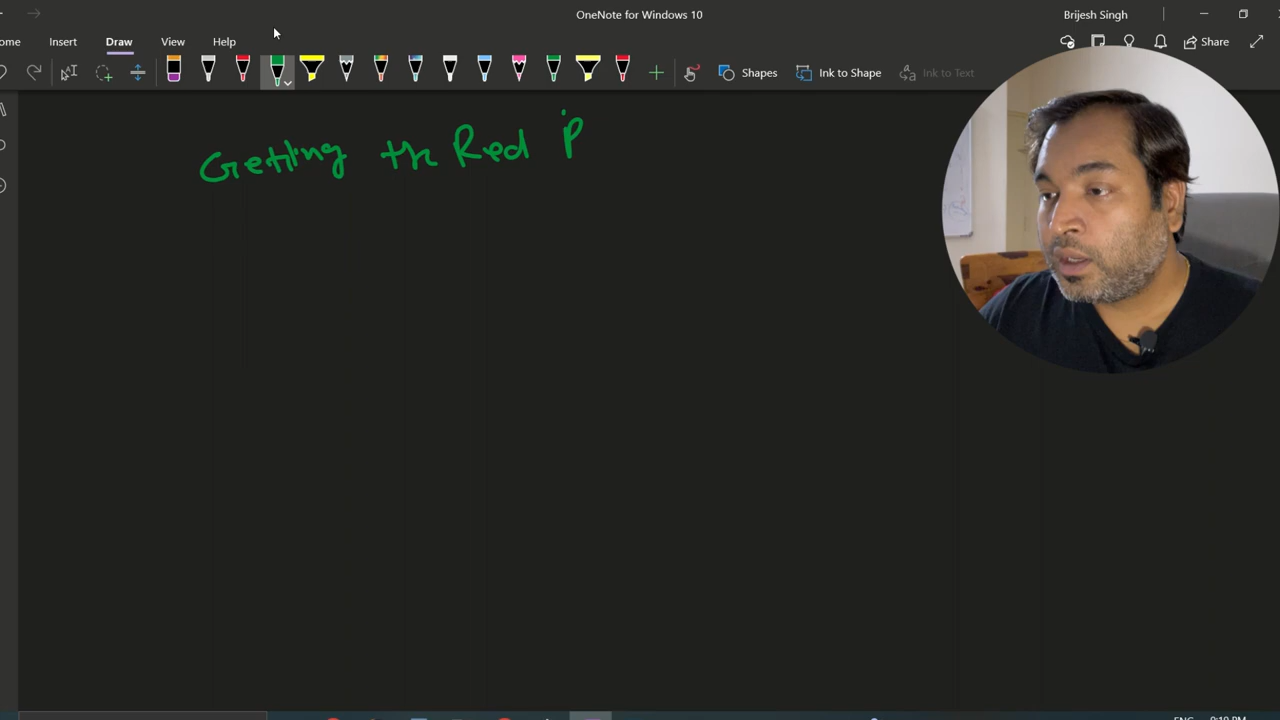 OneNote for Windows 10
Brijesh Singh
Insert
Draw
View
Help
Share
Shapes
Ink to Shape
Ink to Text
Getting the Red P